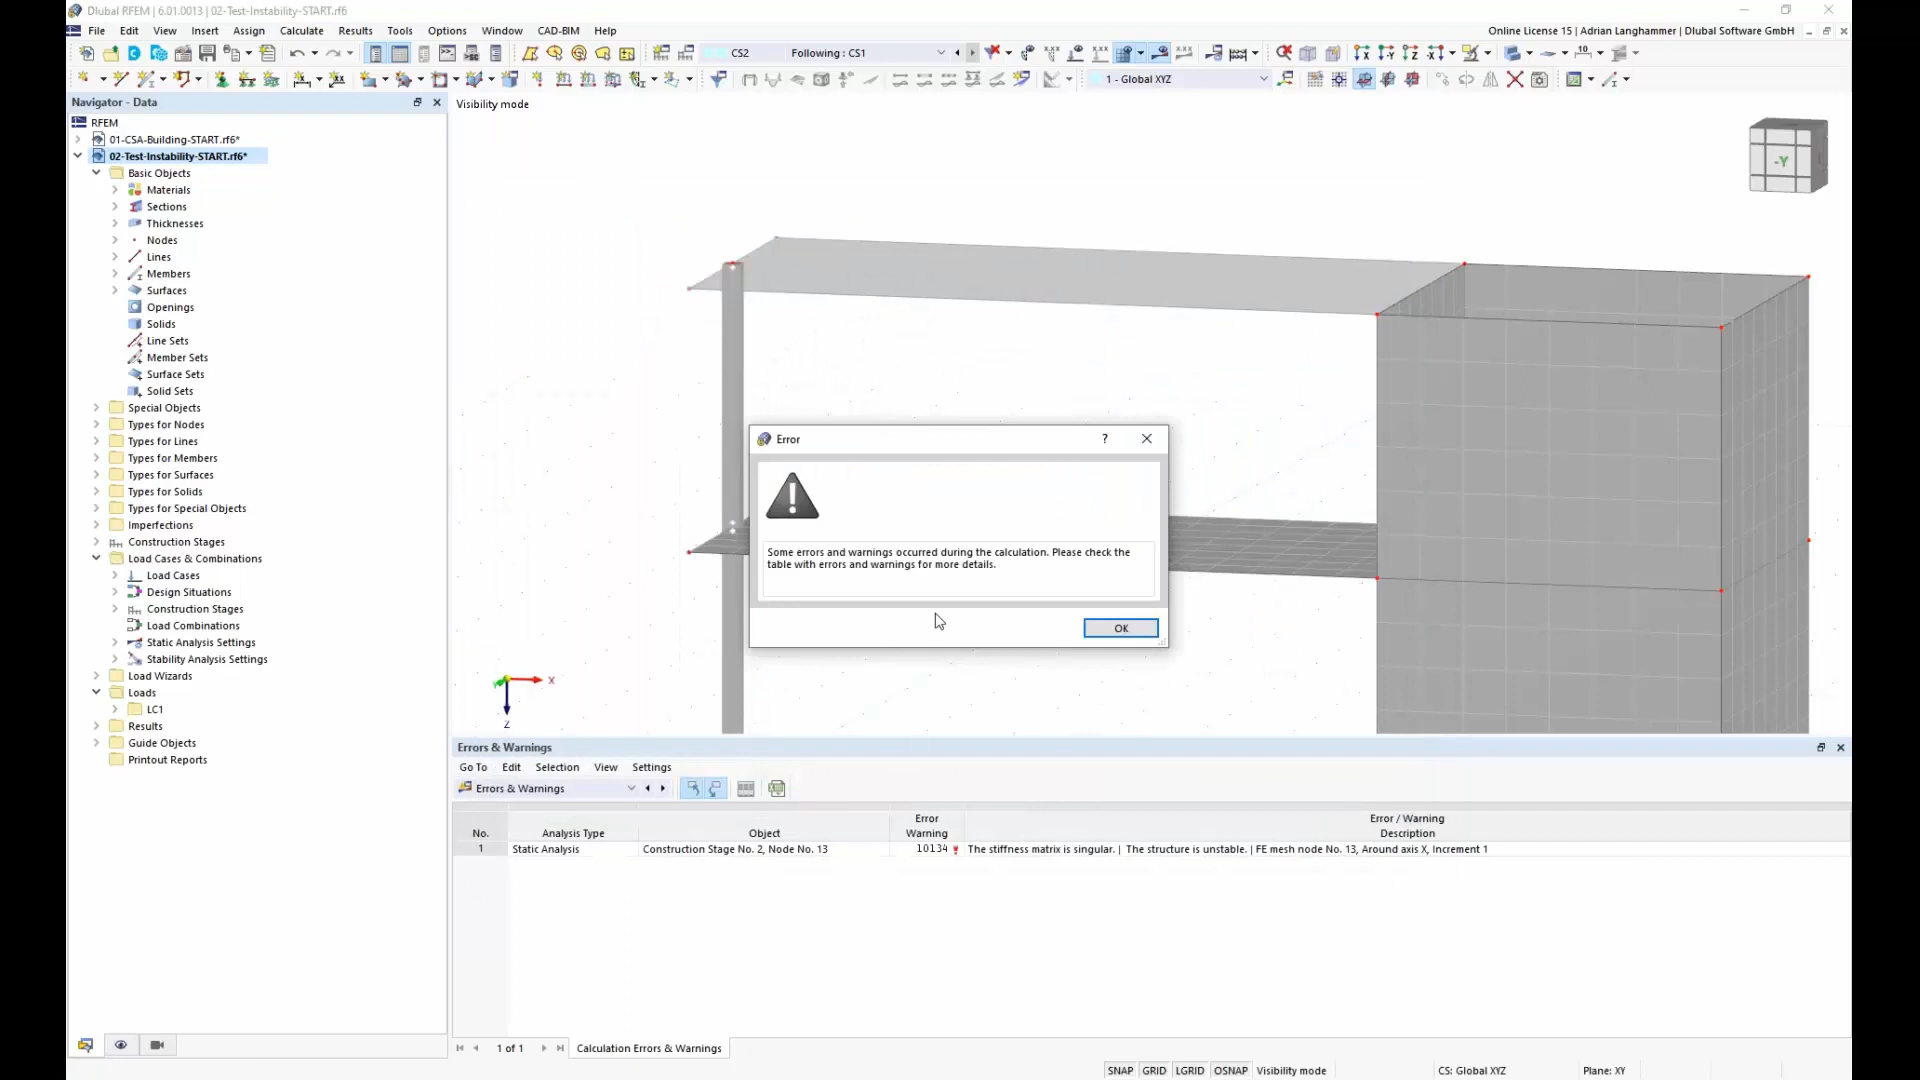 Dlubal RFEM | 6.01.0013 | 02-Test-Instability-START.rf6
File Edit View Insert Assign Calculate Results Tools Options Window CAD-BIM Help
Online License 15 | Adrian Langhammer | Dlubal Software GmbH
CS2 Following : CS1
1 - Global XYZ
Navigator - Data
RFEM
01-CSA-Building-START.rf6*
02-Test-Instability-START.rf6*
Basic Objects
Materials
Sections
Thicknesses
Nodes
Lines
Members
Surfaces
Openings
Solids
Line Sets
Member Sets
Surface Sets
Solid Sets
Special Objects
Types for Nodes
Types for Lines
Types for Members
Types for Surfaces
Types for Solids
Types for Special Objects
Imperfections
Construction Stages
Load Cases & Combinations
Load Cases
Design Situations
Construction Stages
Load Combinations
Static Analysis Settings
Stability Analysis Settings
Load Wizards
Loads
LC1
Results
Guide Objects
Printout Reports
Visibility mode
-Y
Error
?
Some errors and warnings occurred during the calculation. Please check the
table with errors and warnings for more details.
OK
X
Z
Errors & Warnings
Go To Edit Selection View Settings
Errors & Warnings
No. Analysis Type Object Error Warning Error / Warning Description
1 Static Analysis Construction Stage No. 2, Node No. 13 10134 The stiffness matrix is singular. | The structure is unstable. | FE mesh node No. 13, Around axis X, Increment 1
1 of 1 Calculation Errors & Warnings
SNAP GRID LGRID OSNAP Visibility mode CS: Global XYZ Plane: XY